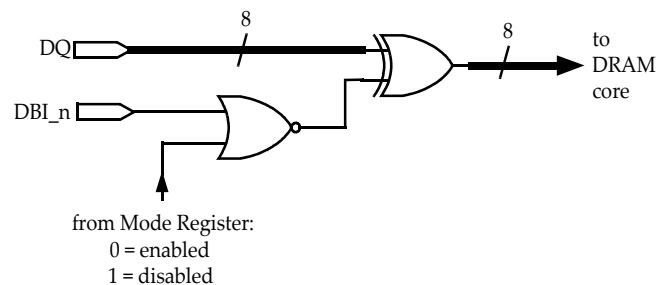 8
DQ
8
to
DRAM
core
DBI_n
from Mode Register:
0 = enabled
1 = disabled